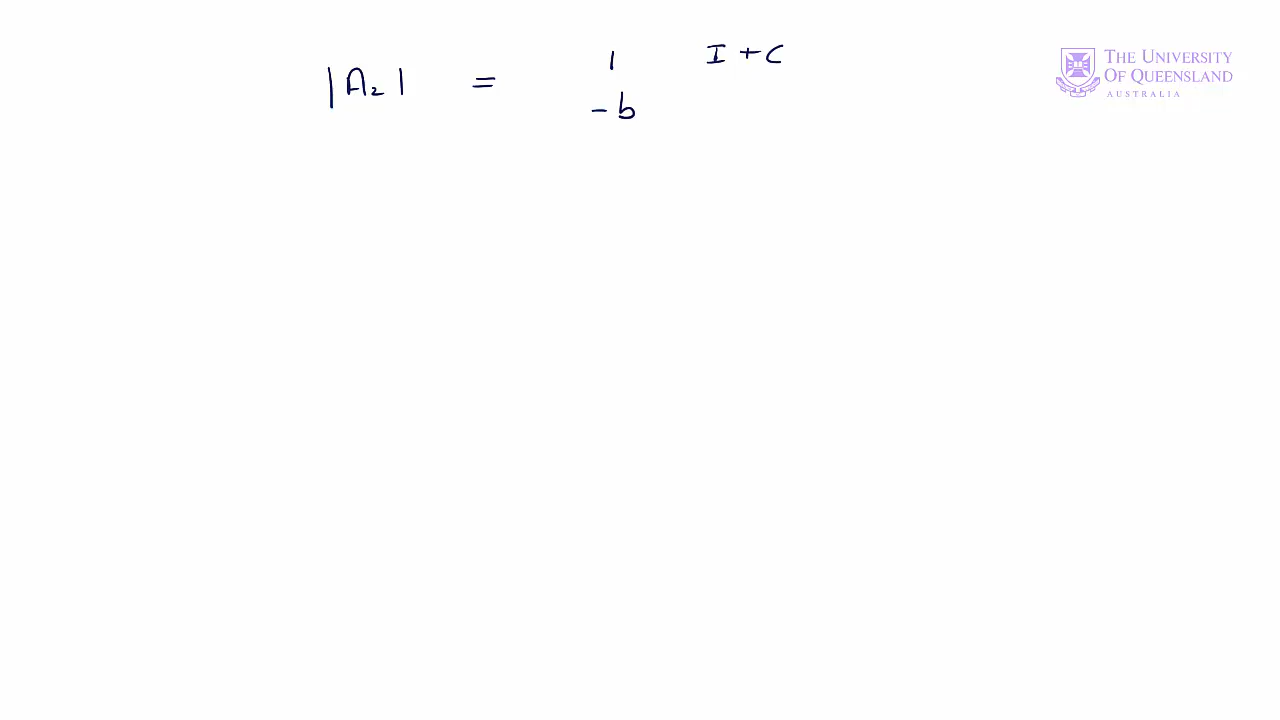 |A₂| = 1 I + C
- b
THE UNIVERSITY
OF QUEENSLAND
AUSTRALIA